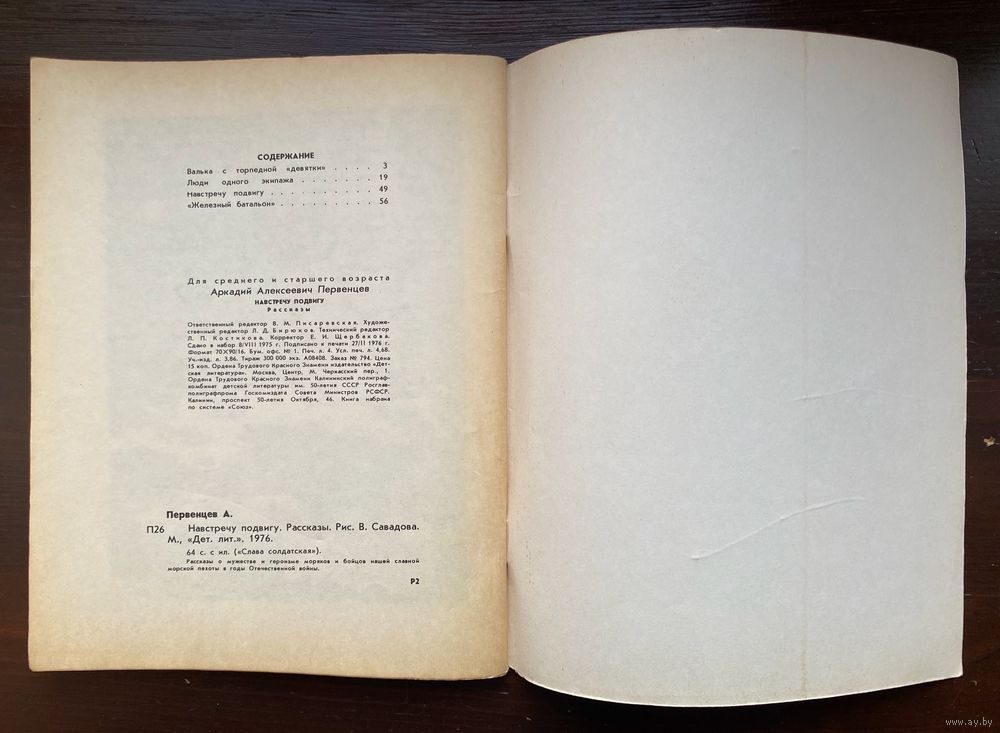 СОДЕРЖАНИЕ
Валька с торпедной «девятки» . . . . 3
Люди одного экипажа . . . . . . . 19
Навстречу подвигу . . . . . . . . . 49
«Железный батальон» . . . . . . . . . 56
Для среднего и старшего возраста
Аркадий Алексеевич Первенцев
НАВСТРЕЧУ ПОДВИГУ
Рассказы
Ответственный редактор В. М. Писаревская. Художе-
ственный редактор Л. Д. Бирюков. Технический редактор
Л. П. Костикова. Корректор Е. И. Щербакова.
Сдано в набор 8/VIII 1975 г. Подписано к печати 27/II 1976 г.
Формат 70×90/16. Бум. офс. № 1. Печ. л. 4. Усл. печ. л. 4,68.
Уч.-изд. л. 3,86. Тираж 300 000 экз. А08408. Заказ № 794. Цена
15 коп. Ордена Трудового Красного Знамени издательство «Дет-
ская литература». Москва, Центр, М. Черкасский пер., 1.
Ордена Трудового Красного Знамени Калининский полиграф-
комбинат детской литературы им. 50-летия СССР Росглав-
полиграфпрома Госкомиздата Совета Министров РСФСР.
Калинин, проспект 50-летия Октября, 46. Книга набрана
по системе «Союз».
Первенцев А.
П26 Навстречу подвигу. Рассказы. Рис. В. Савадова.
М., «Дет. лит.», 1976.
64 с. с ил. («Слава солдатская»).
Рассказы о мужестве и героизме моряков и бойцов нашей славной
морской пехоты в годы Отечественной войны.
Р2
www.ay.by